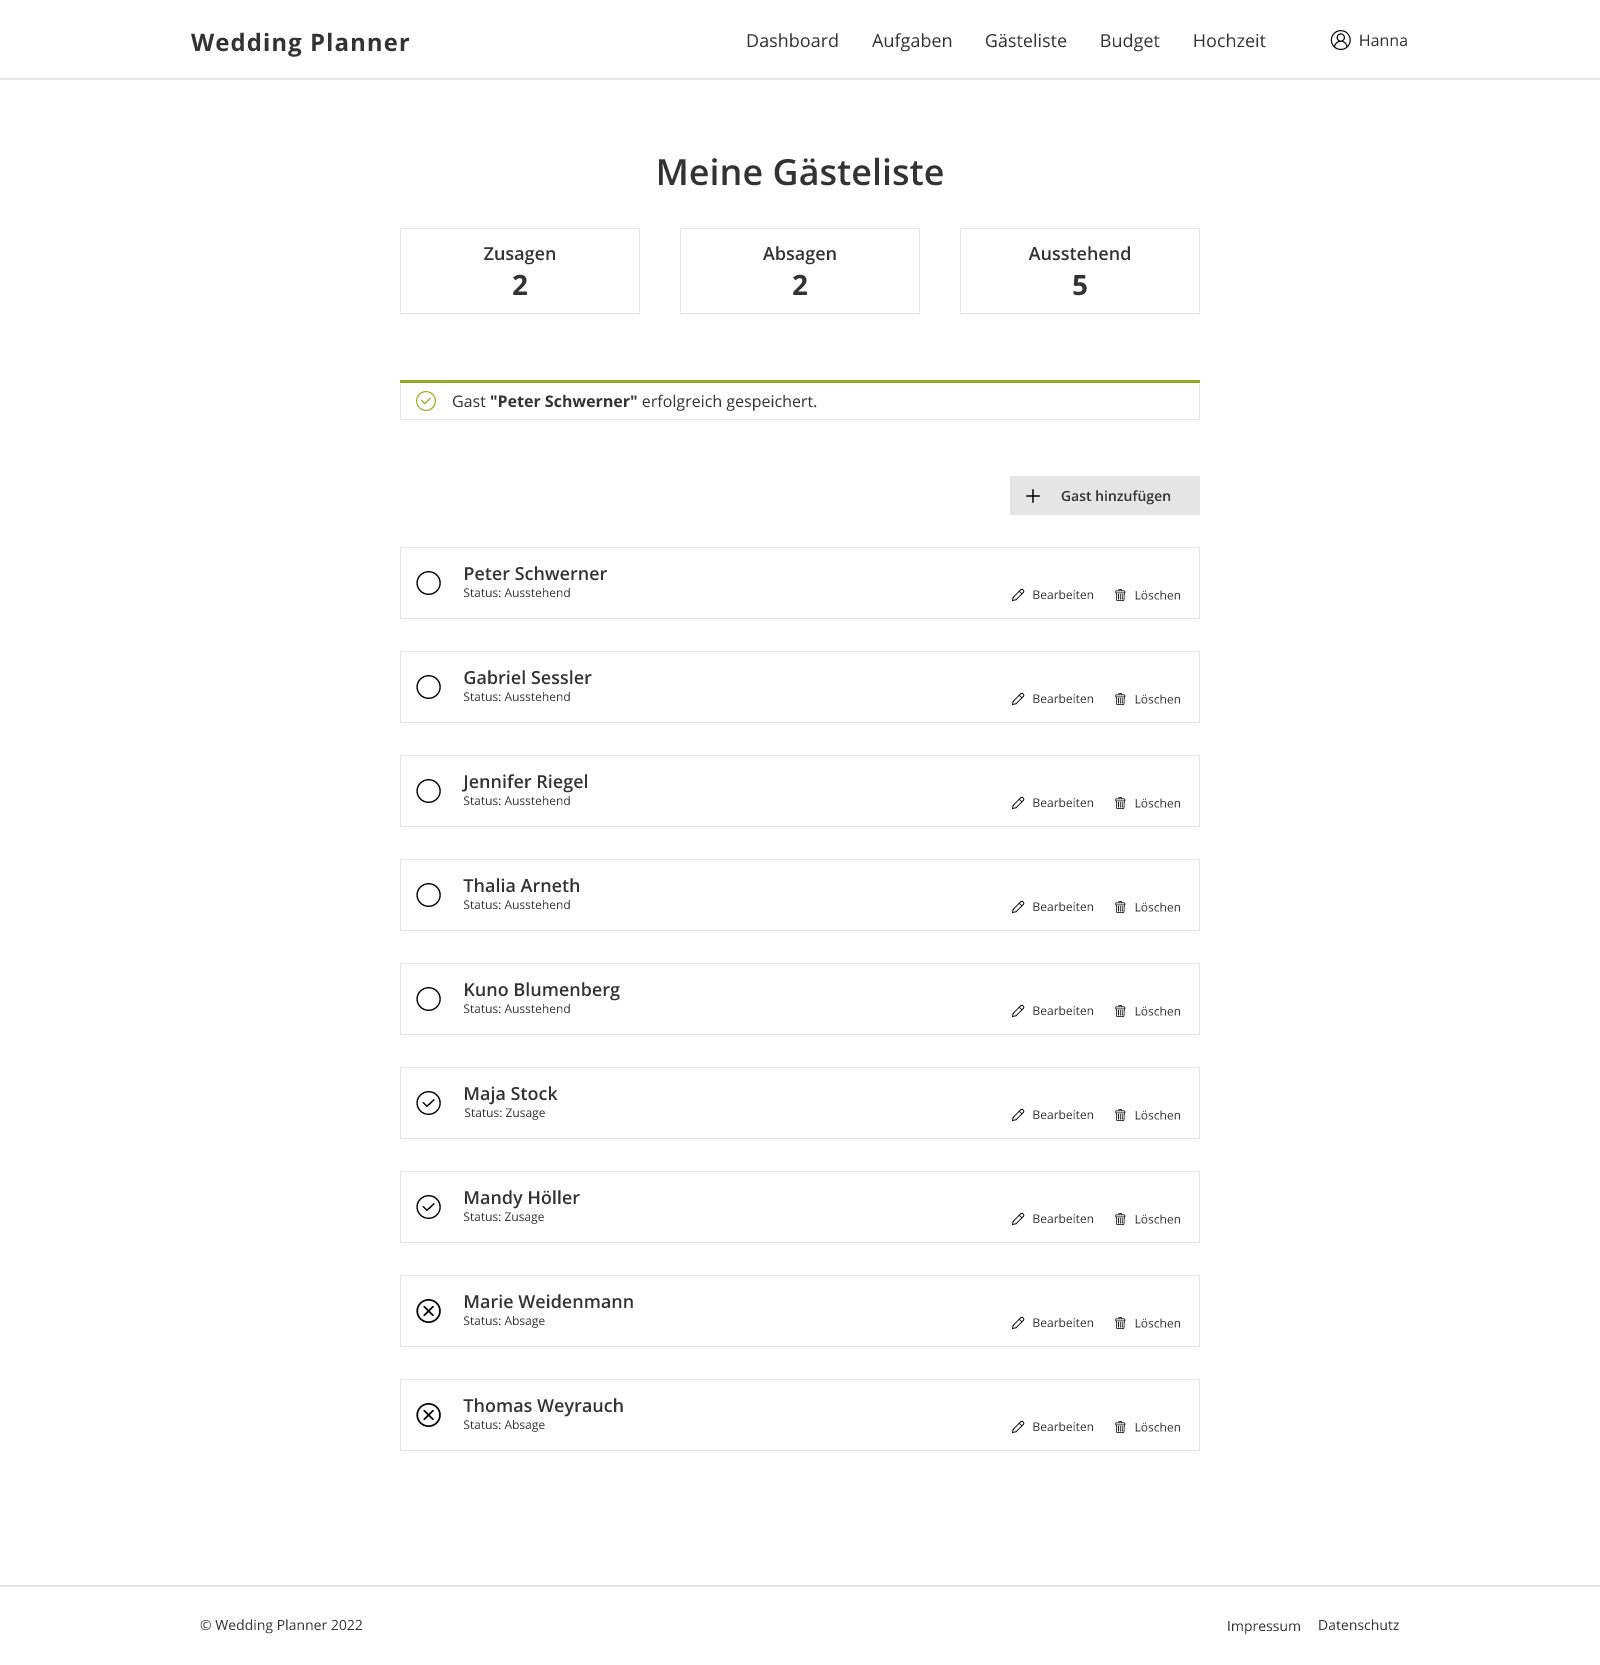 Wedding Planner
Dashboard Aufgaben Gästeliste Budget Hochzeit Hanna
Meine Gästeliste
Zusagen Absagen Ausstehend
2 2 5
Gast "Peter Schwerner" erfolgreich gespeichert.
Gast hinzufügen
Peter Schwerner
Status: Ausstehend
Bearbeiten Löschen
Gabriel Sessler
Status: Ausstehend
Bearbeiten Löschen
Jennifer Riegel
Status: Ausstehend
Bearbeiten Löschen
Thalia Arneth
Status: Ausstehend
Bearbeiten Löschen
Kuno Blumenberg
Status: Ausstehend
Bearbeiten Löschen
Maja Stock
Status: Zusage
Bearbeiten Löschen
Mandy Höller
Status: Zusage
Bearbeiten Löschen
Marie Weidenmann
Status: Absage
Bearbeiten Löschen
Thomas Weyrauch
Status: Absage
Bearbeiten Löschen
© Wedding Planner 2022
Impressum Datenschutz